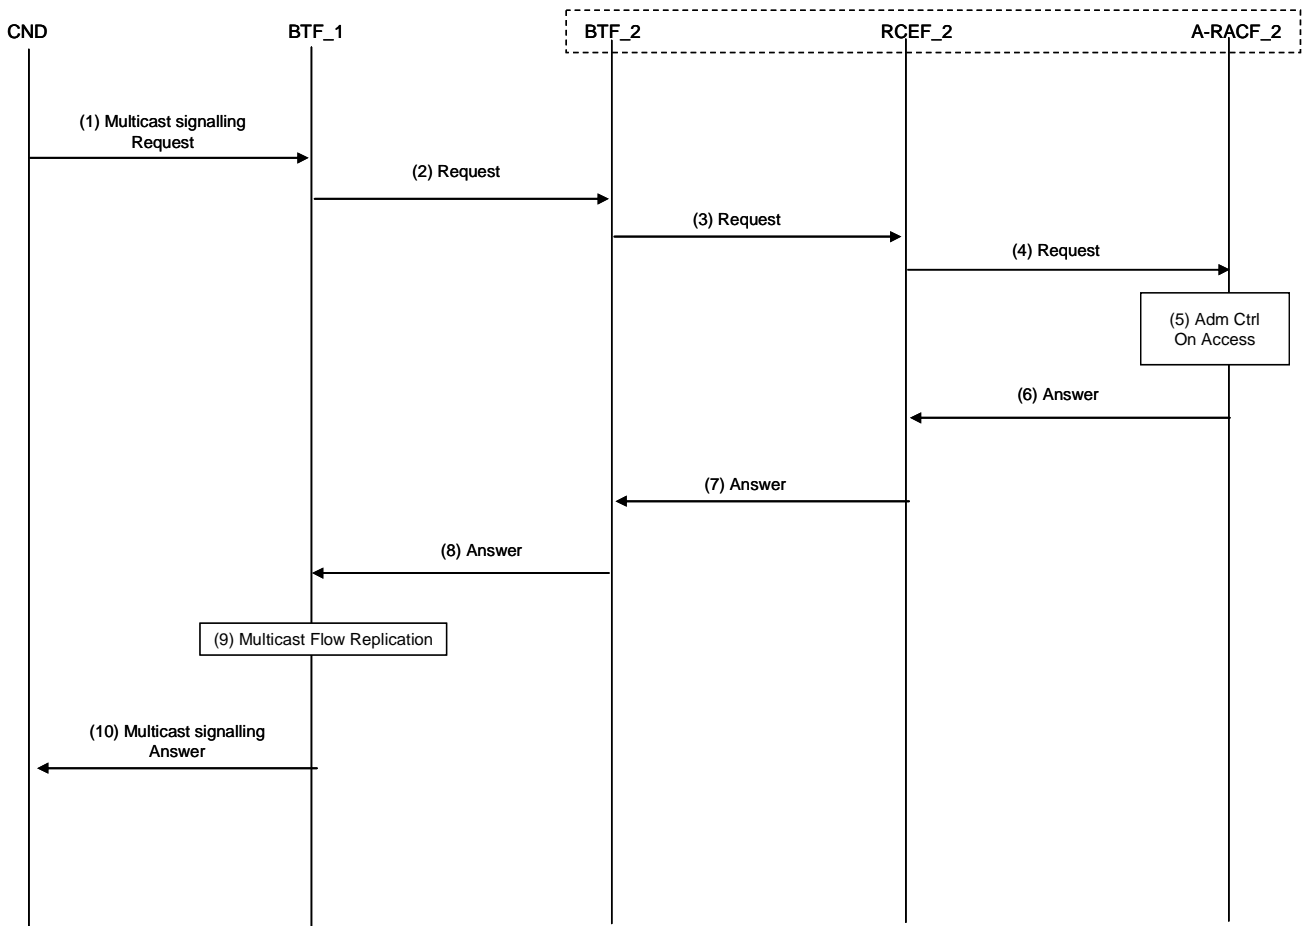 CND
BTF_1
BTF_2
RCEF_2
A-RACF_2
(1) Multicast signalling
Request
(2) Request
(3) Request
(4) Request
(5) Adm Ctrl
On Access
(6) Answer
(7) Answer
(8) Answer
(9) Multicast Flow Replication
(10) Multicast signalling
Answer